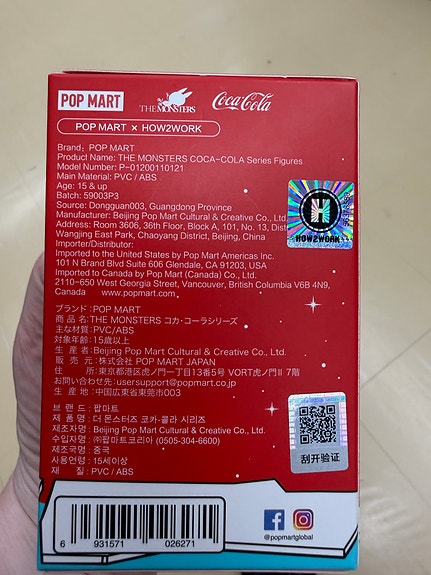 POP MART THE MONSTERS Coca-Cola
POP MART × HOW2WORK
Brand: POP MART
Product Name: THE MONSTERS COCA-COLA Series Figures
Model Number: P-01200110121
Main Material: PVC / ABS
Age: 15 & up
Batch: 59003P3
Source: Dongguan003, Guangdong Province
Manufacturer: Beijing Pop Mart Cultural & Creative Co., Ltd.
Address: Room 3606, 36th Floor, Block A, 101, No. 13, Dist
Wangjing East Park, Chaoyang District, Beijing, China
Importer/Distributor:
Imported to the United States by Pop Mart Americas Inc.
101 N Brand Blvd Suite 606 Glendale, CA 91203, USA
Imported to Canada by Pop Mart (Canada) Co., Ltd.
2110-650 West Georgia Street, Vancouver, British Columbia V6B 4N9,
Canada www.popmart.com
H
HOW2WORK
ブランド:POP MART
商 品 名:THE MONSTERS コカ・コーラシリーズ
主な材質:PVC/ABS
対象年齢:15歳以上
生 産 者:Beijing Pop Mart Cultural & Creative Co., Ltd.
販 売 元:株式会社 POP MART JAPAN
住 所:東京都港区虎ノ門一丁目13番5号 VORT虎ノ門II 7階
お問い合わせ先:usersupport@popmart.co.jp
生 産 地:中国広東省東莞市003
브 랜 드 : 팝마트
제 품 명 : 더 몬스터즈 코카-콜라 시리즈
제조자명 : Beijing Pop Mart Cultural & Creative Co., Ltd.
수입자명 : ㈜팝마트코리아 (0505-304-6600)
제조국명 : 중국
사용연령 : 15세이상
재 질 : PVC / ABS
刮开验证
6 931571 026271
@popmartglobal